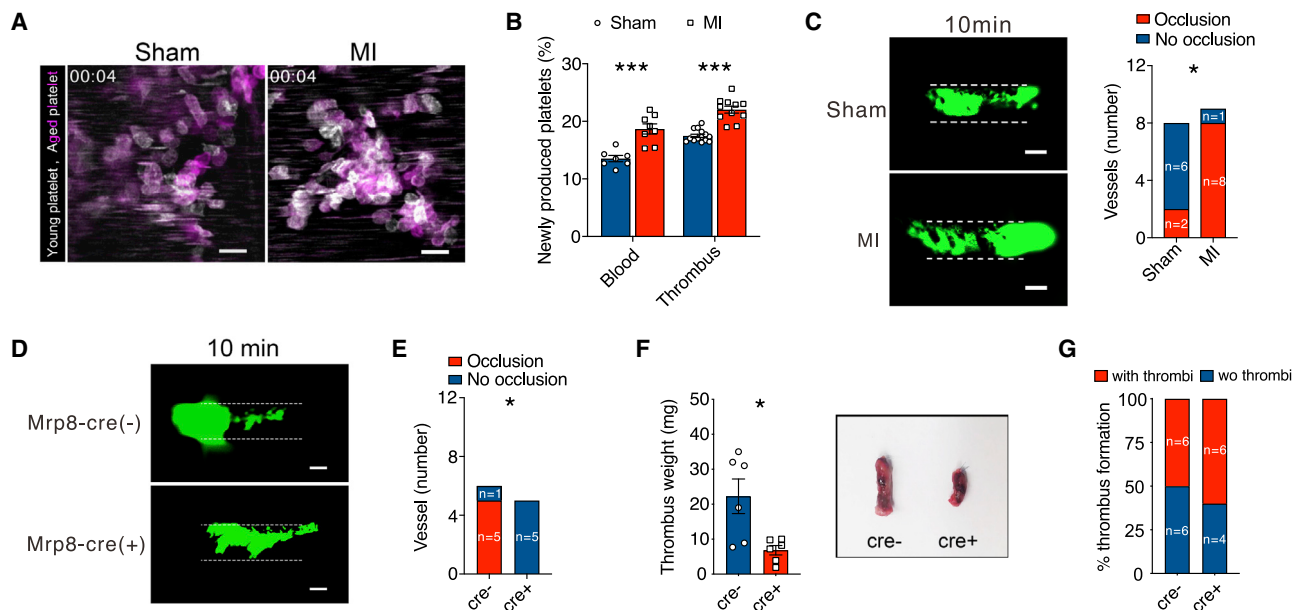 A
Sham
MI
Young platelet, Aged platelet
00:04
00:04
B
Sham
MI
Newly produced platelets (%)
30
20
10
0
***
***
Blood
Thrombus
C
10min
Sham
MI
Occlusion
No occlusion
Vessels (number)
12
8
4
0
*
n=6
n=2
n=1
n=8
Sham
MI
D
10 min
Mrp8-cre(-)
Mrp8-cre(+)
E
Occlusion
No occlusion
Vessel (number)
12
8
4
0
*
n=1
n=5
n=5
cre-
cre+
F
Thrombus weight (mg)
50
40
30
20
10
0
*
cre-
cre+
cre-
cre+
G
with thrombi
wo thrombi
% thrombus formation
100
75
50
25
0
n=6
n=6
n=6
n=4
cre-
cre+